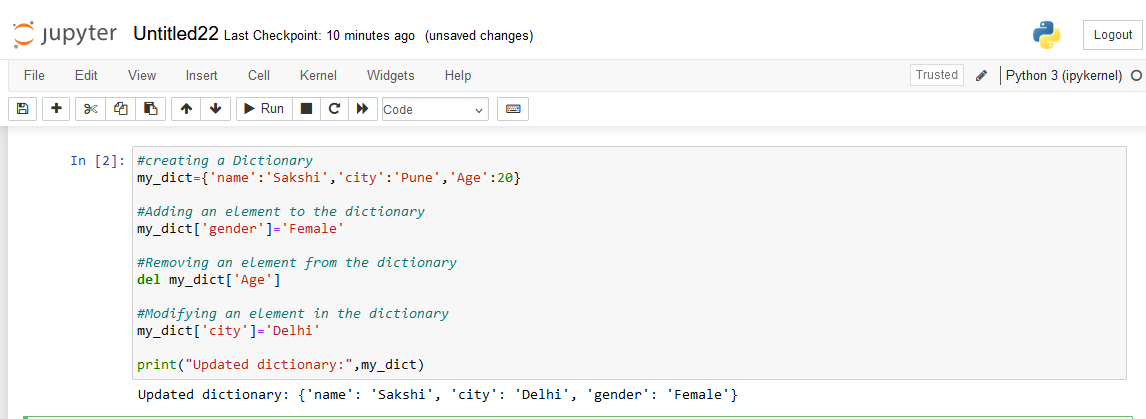 jupyter Untitled22 Last Checkpoint: 10 minutes ago (unsaved changes) Logout
File Edit View Insert Cell Kernel Widgets Help Trusted Python 3 (ipykernel)
Run Code
In [2]: #creating a Dictionary
my_dict={'name':'Sakshi','city':'Pune','Age':20}
#Adding an element to the dictionary
my_dict['gender']='Female'
#Removing an element from the dictionary
del my_dict['Age']
#Modifying an element in the dictionary
my_dict['city']='Delhi'
print("Updated dictionary:",my_dict)
Updated dictionary: {'name': 'Sakshi', 'city': 'Delhi', 'gender': 'Female'}